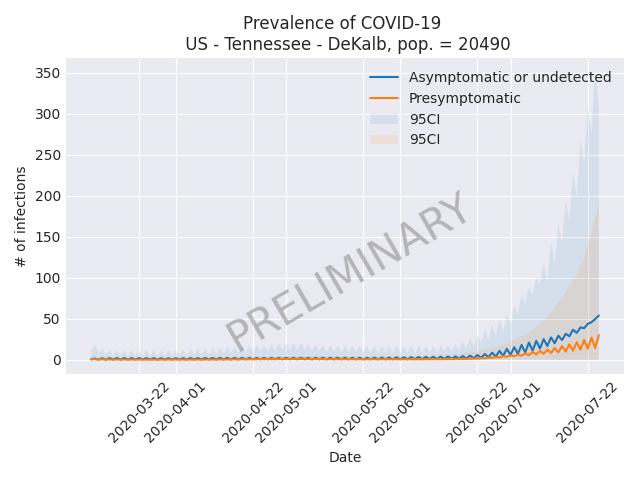 Prevalence of COVID-19
US - Tennessee - DeKalb, pop. = 20490
Asymptomatic or undetected
Presymptomatic
95CI
95CI
# of infections
350
300
250
200
150
100
50
0
PRELIMINARY
2020-03-22
2020-04-01
2020-04-22
2020-05-01
2020-05-22
2020-06-01
2020-06-22
2020-07-01
2020-07-22
Date